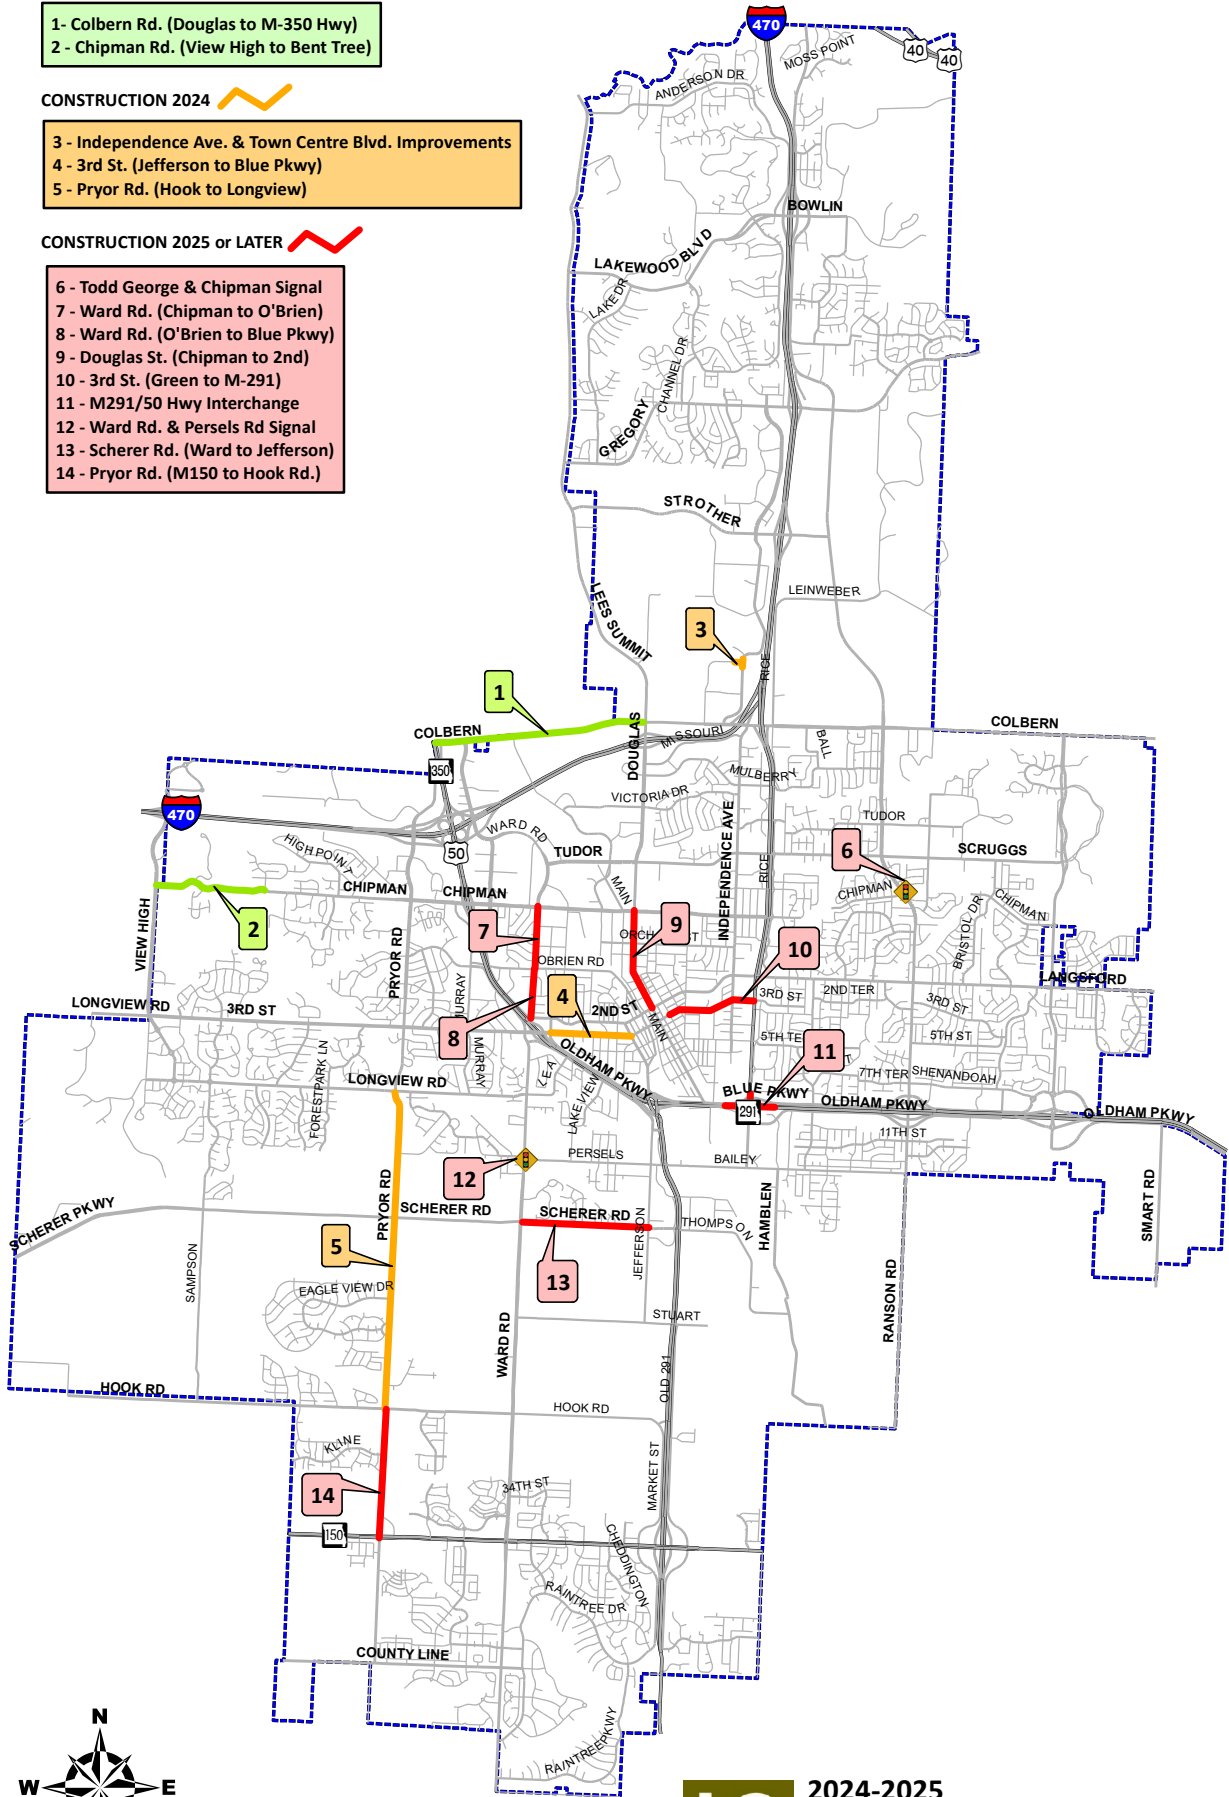 1- Colbern Rd. (Douglas to M-350 Hwy)
2 - Chipman Rd. (View High to Bent Tree)
CONSTRUCTION 2024
3 - Independence Ave. & Town Centre Blvd. Improvements
4 - 3rd St. (Jefferson to Blue Pkwy)
5 - Pryor Rd. (Hook to Longview)
CONSTRUCTION 2025 or LATER
6 - Todd George & Chipman Signal
7 - Ward Rd. (Chipman to O'Brien)
8 - Ward Rd. (O'Brien to Blue Pkwy)
9 - Douglas St. (Chipman to 2nd)
10 - 3rd St. (Green to M-291)
11 - M291/50 Hwy Interchange
12 - Ward Rd. & Persels Rd Signal
13 - Scherer Rd. (Ward to Jefferson)
14 - Pryor Rd. (M150 to Hook Rd.)
470
40
40
MOSS POINT
ANDERSON DR
BOWLIN
LAKEWOOD BLVD
LAKE DR
CHANNEL DR
GREGORY
STROTHER
LEINWEBER
LEES SUMMIT
3
RICE
1
COLBERN
DOUGLAS
MISSOURI
COLBERN
BALL
350
MULBERRY
VICTORIA DR
470
TUDOR
WARD RD
HIGH POINT
50
TUDOR
INDEPENDENCE AVE
RICE
6
SCRUGGS
CHIPMAN
CHIPMAN
MAIN
CHIPMAN
CHIPMAN
2
VIEW HIGH
PRYOR RD
7
9
BRISTOL DR
OBRIEN RD
10
LANGSFORD
MURRAY
LONGVIEW RD
3RD ST
4
2ND ST
3RD ST
2ND TER
3RD ST
8
MAIN
5TH ST
11
MURRAY
LEA
OLDHAM PKWY
7TH TER
SHENANDOAH
FORESTPARK LN
LONGVIEW RD
LAKEVIEW
BLUE PKWY
291
OLDHAM PKWY
OLDHAM PKWY
11TH ST
PERSELS
BAILEY
12
PRYOR RD
SCHERER RD
SCHERER RD
THOMPSON
HAMBLEN
SMART RD
SCHERER PKWY
JEFFERSON
5
13
SAMPSON
EAGLE VIEW DR
STUART
RANSON RD
WARD RD
OLD 291
HOOK RD
HOOK RD
KLINE
MARKET ST
34TH ST
14
150
CHEDDINGTON
RAINTREE DR
COUNTY LINE
RAINTREE PKWY
N
W
E
2024-2025